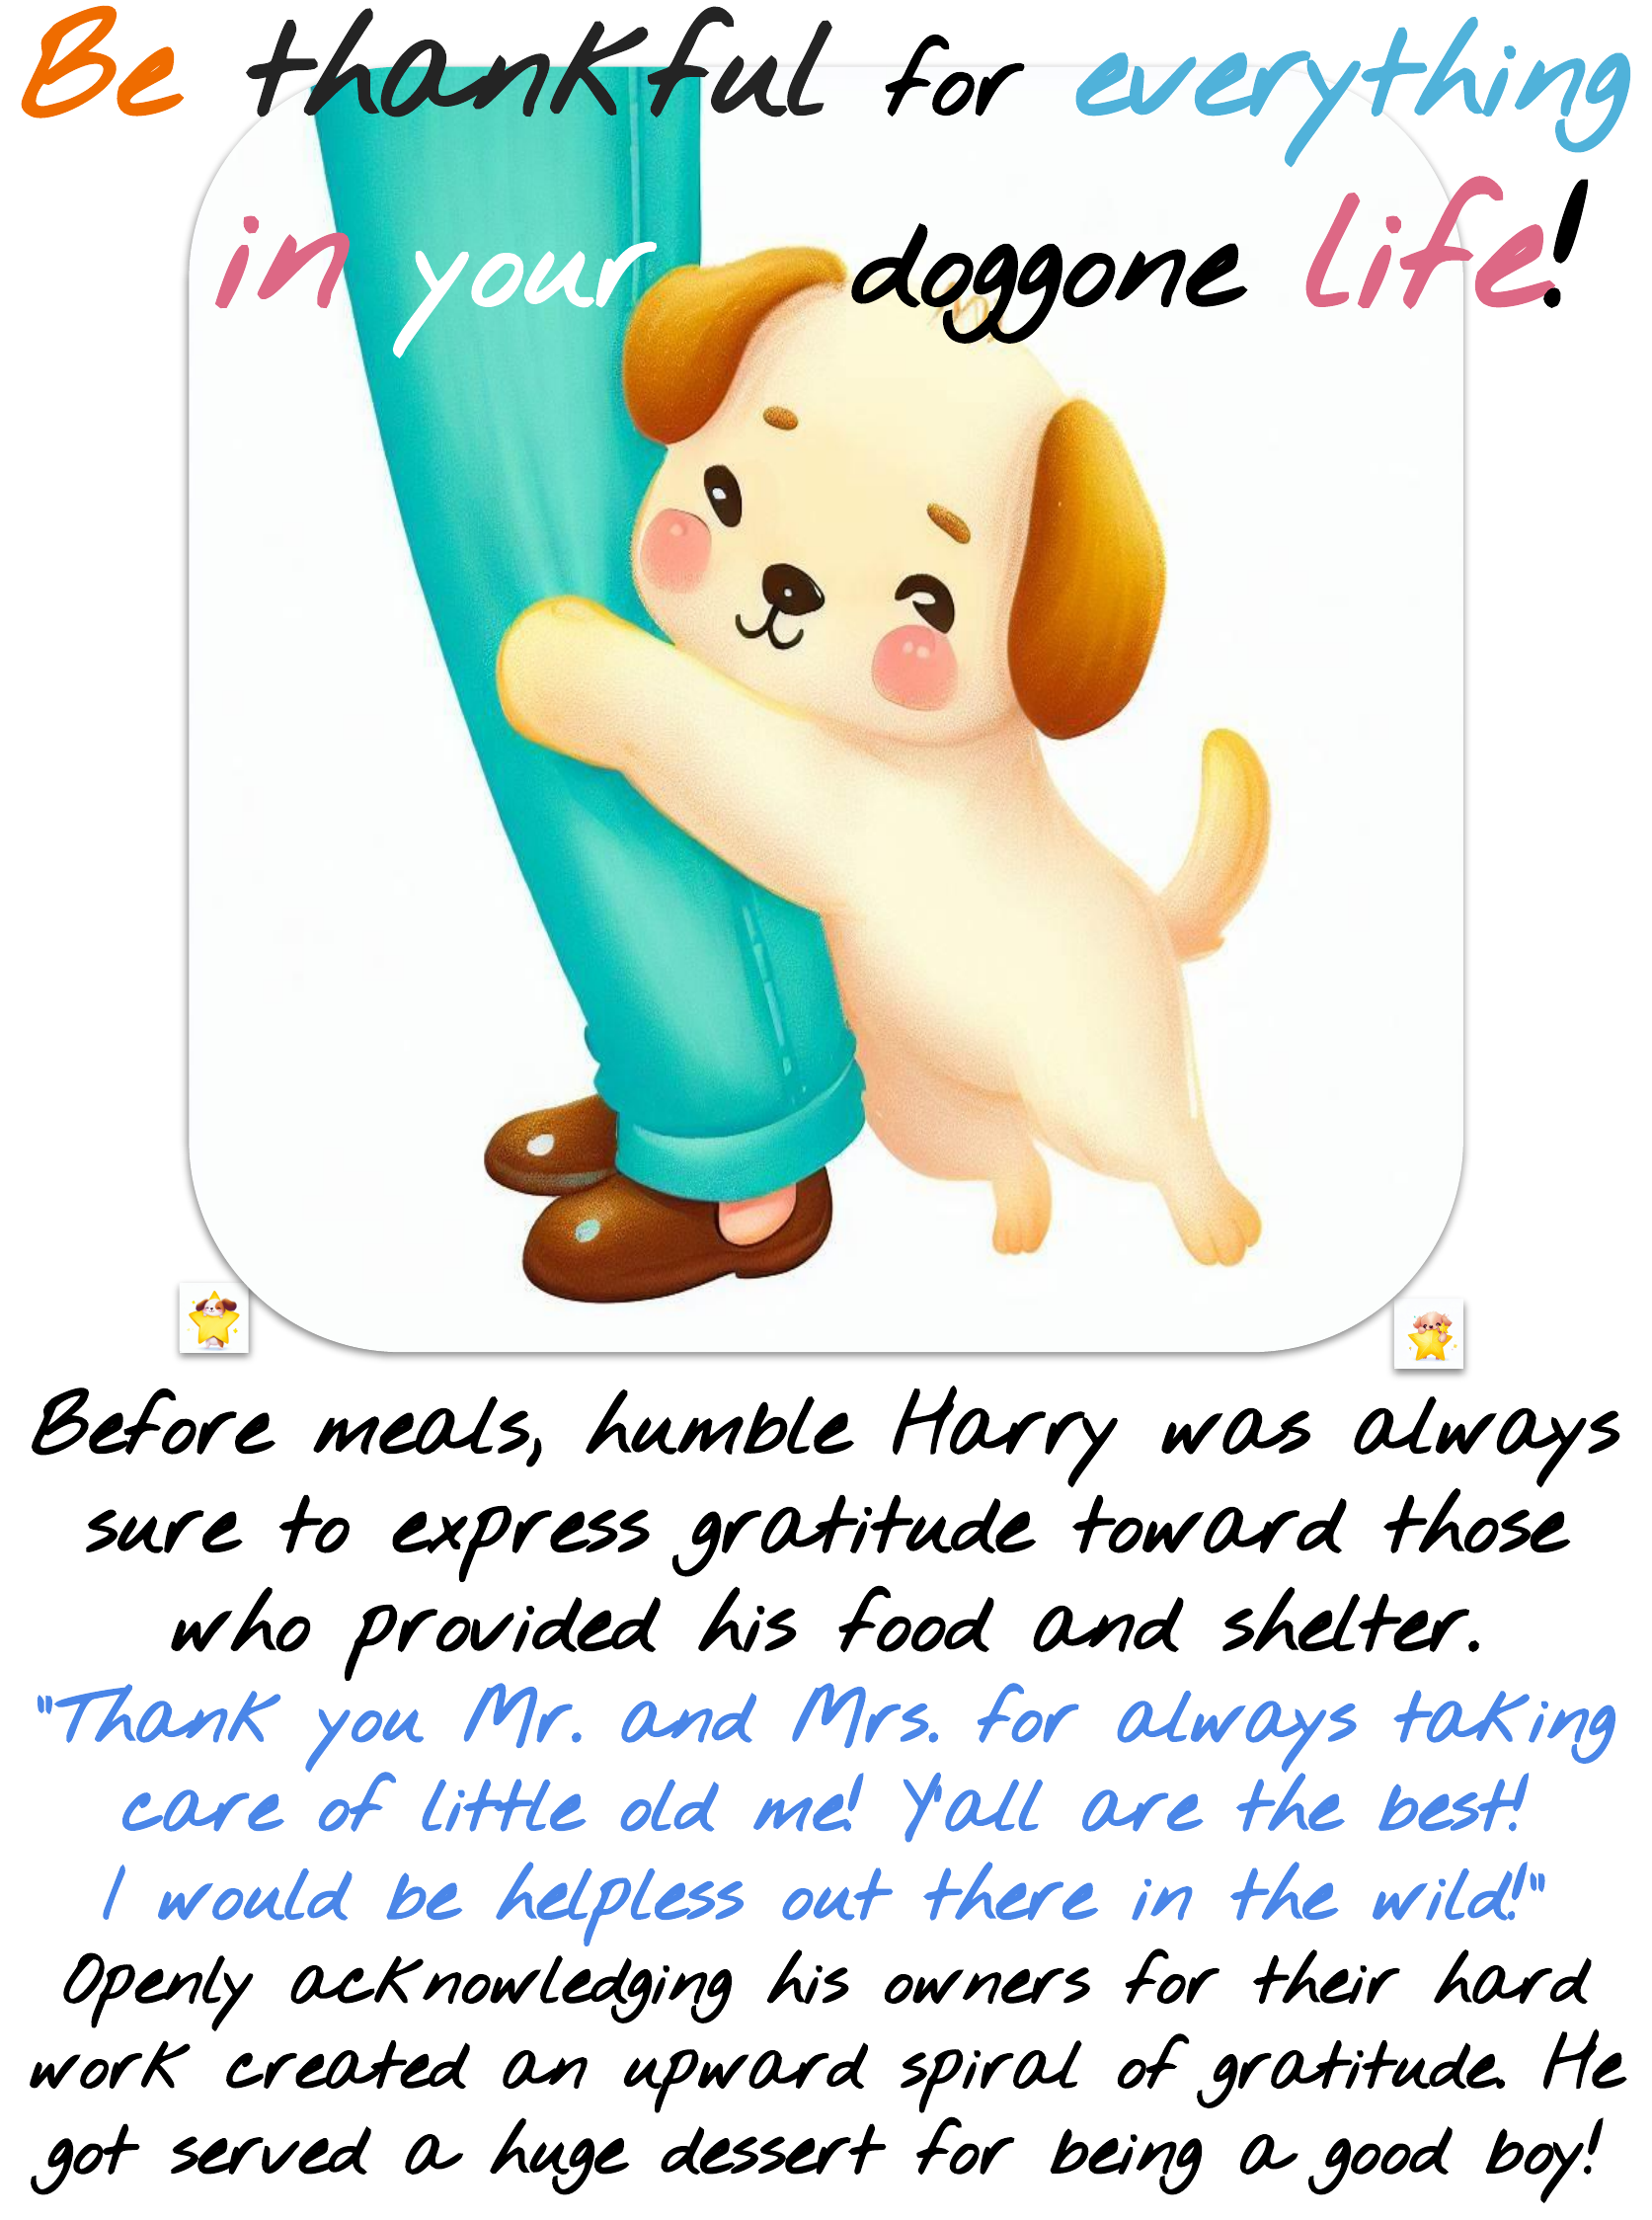 Be thankful for everything
in your doggone life!
Before meals, humble Harry was always
sure to express gratitude toward those
who provided his food and shelter.
"Thank you Mr. and Mrs. for always taking
care of little old me! Y'all are the best!
I would be helpless out there in the wild!"
Openly acknowledging his owners for their hard
work created an upward spiral of gratitude. He
got served a huge dessert for being a good boy!